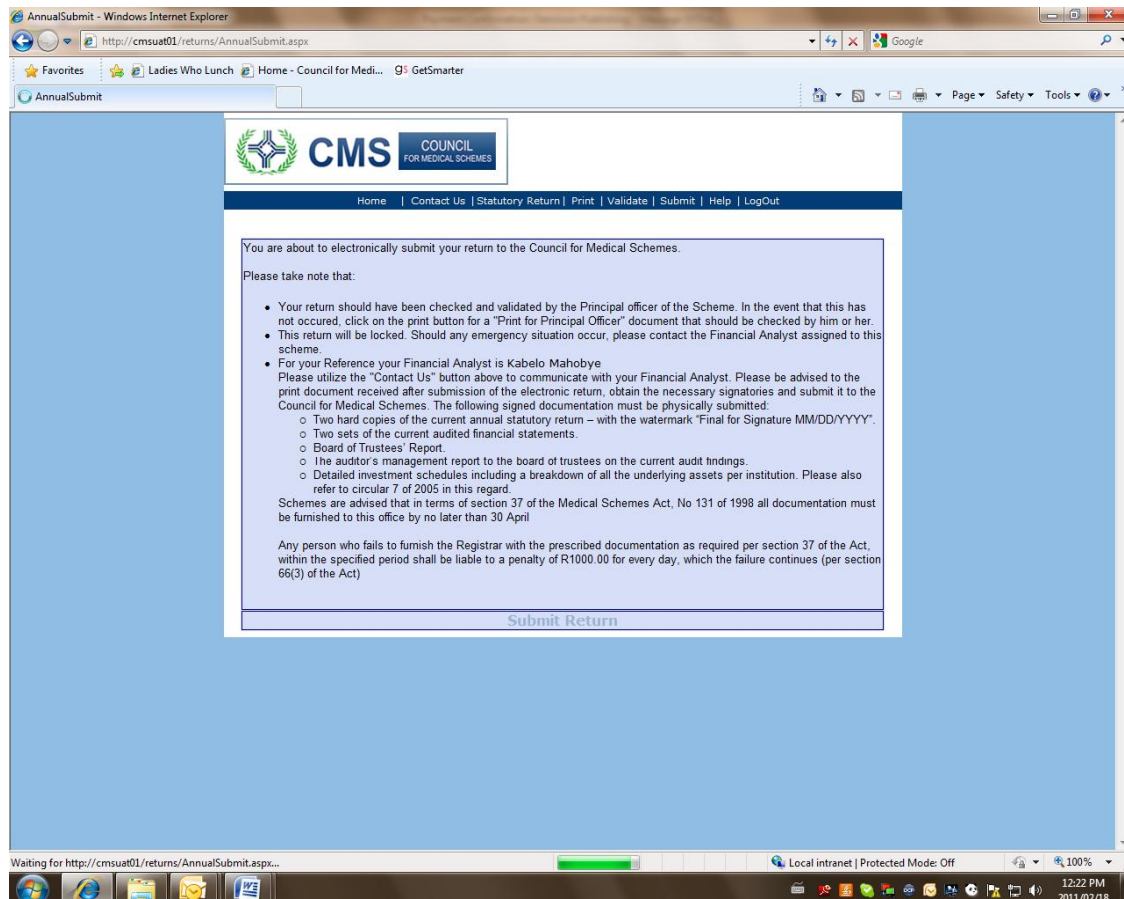 AnnualSubmit - Windows Internet Explorer
http://cmsuat01/returns/AnnualSubmit.aspx
Google
Favorites Ladies Who Lunch Home - Council for Medi... gs GetSmarter
AnnualSubmit
Page Safety Tools
CMS COUNCIL
FOR MEDICAL SCHEMES
Home | Contact Us | Statutory Return | Print | Validate | Submit | Help | LogOut
You are about to electronically submit your return to the Council for Medical Schemes.
Please take note that:
• Your return should have been checked and validated by the Principal officer of the Scheme. In the event that this has
not occured, click on the print button for a "Print for Principal Officer" document that should be checked by him or her.
• This return will be locked. Should any emergency situation occur, please contact the Financial Analyst assigned to this
scheme.
• For your Reference your Financial Analyst is Kabelo Mahobye
Please utilize the "Contact Us" button above to communicate with your Financial Analyst. Please be advised to the
print document received after submission of the electronic return, obtain the necessary signatories and submit it to the
Council for Medical Schemes. The following signed documentation must be physically submitted:
○ Two hard copies of the current annual statutory return – with the watermark "Final for Signature MM/DD/YYYY".
○ Two sets of the current audited financial statements.
○ Board of Trustees' Report.
○ The auditor's management report to the board of trustees on the current audit findings.
○ Detailed investment schedules including a breakdown of all the underlying assets per institution. Please also
refer to circular 7 of 2005 in this regard.
Schemes are advised that in terms of section 37 of the Medical Schemes Act, No 131 of 1998 all documentation must
be furnished to this office by no later than 30 April
Any person who fails to furnish the Registrar with the prescribed documentation as required per section 37 of the Act,
within the specified period shall be liable to a penalty of R1000.00 for every day, which the failure continues (per section
66(3) of the Act)
Submit Return
Waiting for http://cmsuat01/returns/AnnualSubmit.aspx...
Local intranet | Protected Mode: Off
100%
12:22 PM
2011/02/18